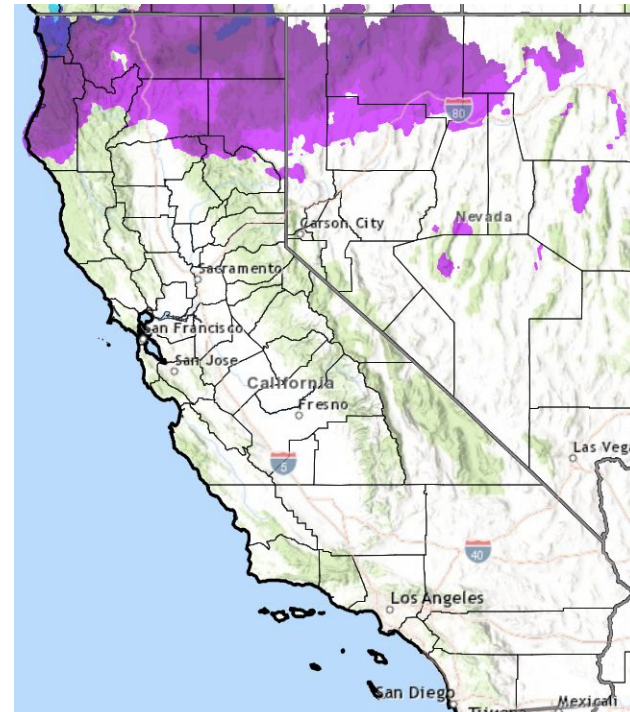 80
Carson City
Nevada
Sacramento
San Francisco
San Jose
California
Fresno
5
Las Vega
40
Los Angeles
San Diego
Mexicali